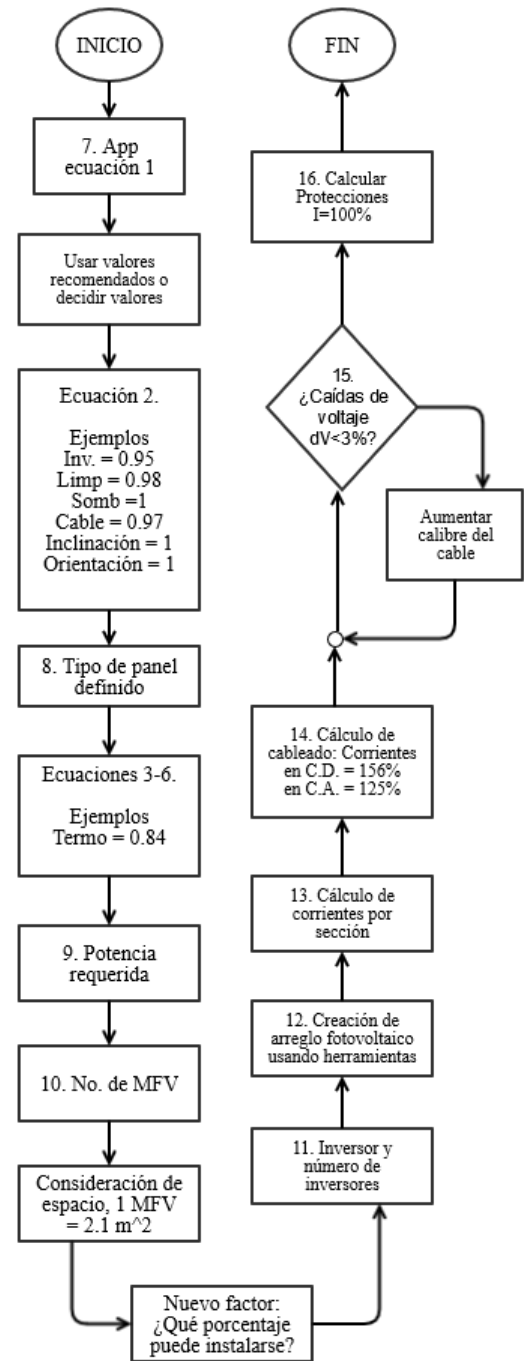 INICIO
7. App
ecuación 1
Usar valores
recomendados o
decidir valores
Ecuación 2.
Ejemplos
Inv. = 0.95
Limp = 0.98
Somb =1
Cable = 0.97
Inclinación = 1
Orientación = 1
8. Tipo de panel
definido
Ecuaciones 3-6.
Ejemplos
Termo = 0.84
9. Potencia
requerida
10. No. de MFV
Consideración de
espacio, 1 MFV
= 2.1 m^2
Nuevo factor:
¿Qué porcentaje
puede instalarse?
11. Inversor y
número de
inversores
12. Creación de
arreglo fotovoltaico
usando herramientas
13. Cálculo de
corrientes por
sección
14. Cálculo de
cableado: Corrientes
en C.D. = 156%
en C.A. = 125%
15.
¿Caídas de
voltaje
dV<3%?
Aumentar
calibre del
cable
16. Calcular
Protecciones
I=100%
FIN